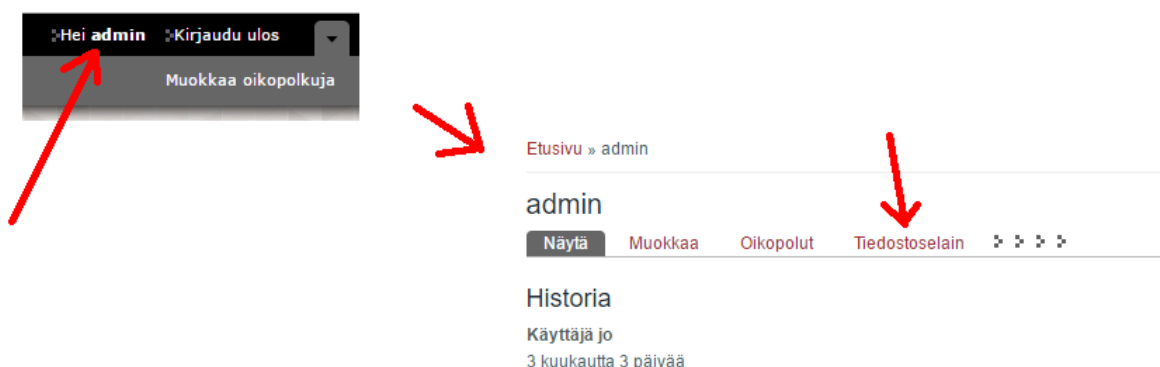 Hei admin Kirjaudu ulos
Muokkaa oikopolkuja
Etusivu » admin
admin
Näytä Muokkaa Oikopolut Tiedostoselain
Historia
Käyttäjä jo
3 kuukautta 3 päivää